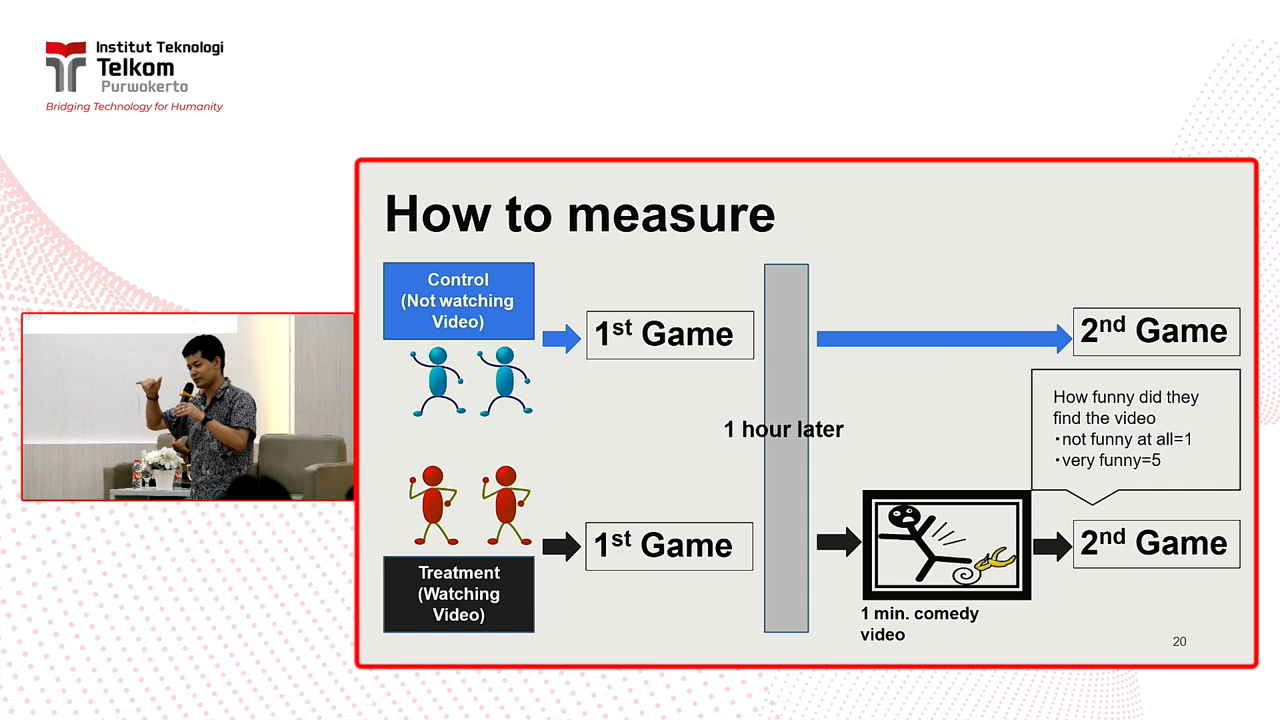 Institut Teknologi
Telkom
Purwokerto
Bridging Technology for Humanity
How to measure
Control
(Not watching
Video)
1st Game
2nd Game
How funny did they
find the video
・not funny at all=1
・very funny=5
1 hour later
1st Game
2nd Game
Treatment
(Watching
Video)
1 min. comedy
video
20